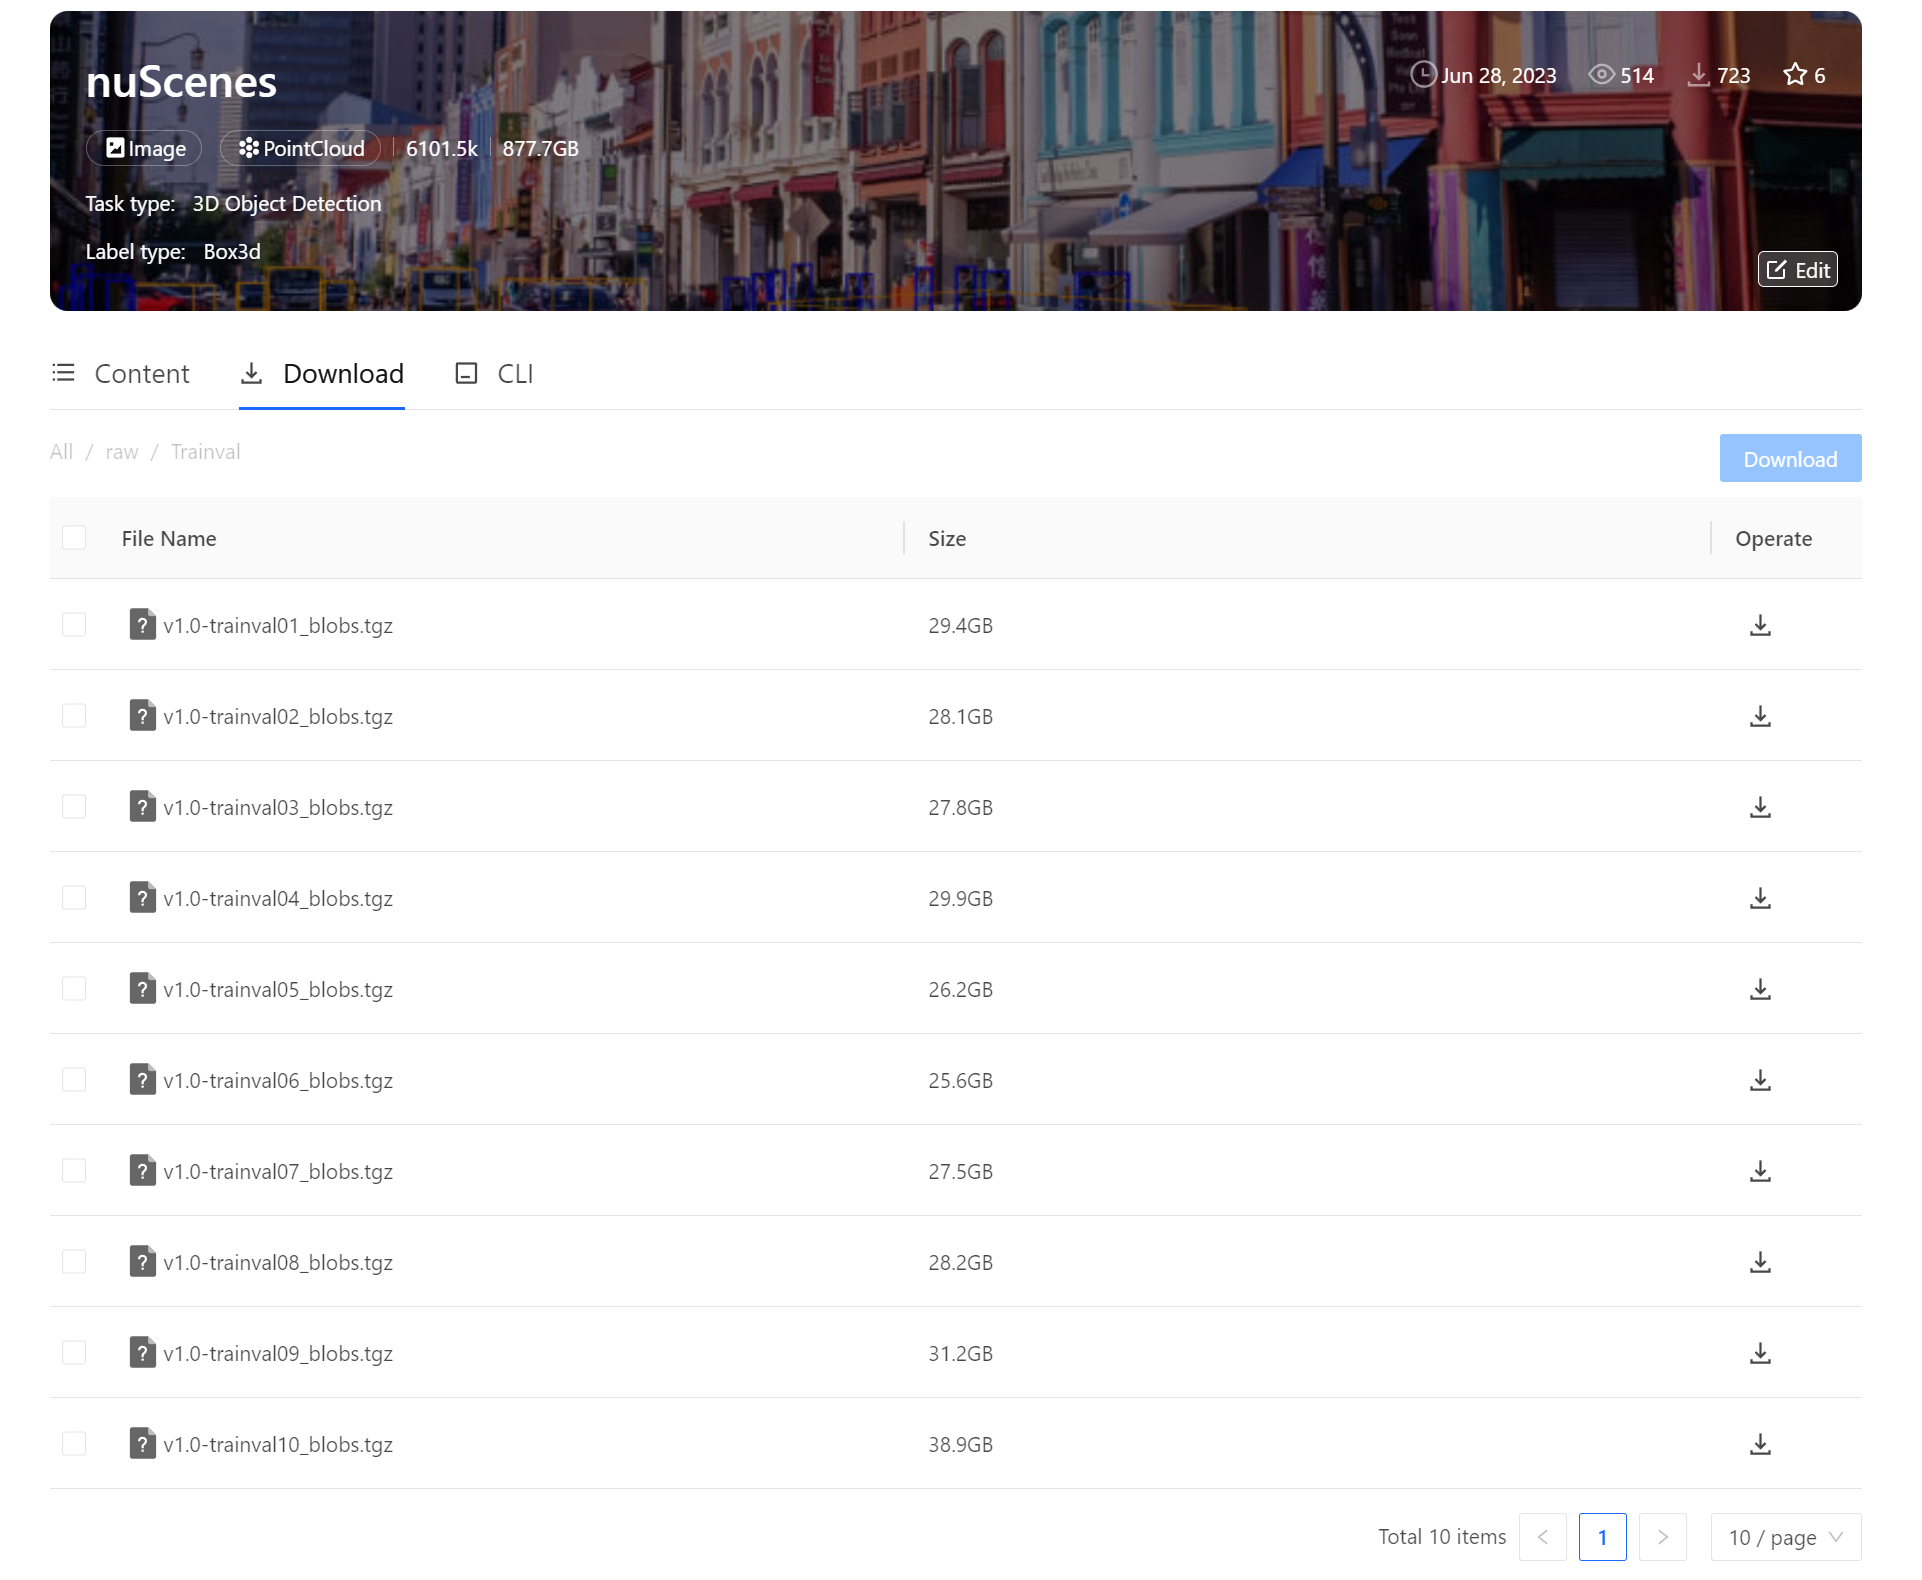 nuScenes
Jun 28, 2023 514 723 6
Image PointCloud 6101.5k 877.7GB
Task type: 3D Object Detection
Label type: Box3d
Edit
Content Download CLI
All / raw / Trainval
Download
File Name Size Operate
v1.0-trainval01_blobs.tgz 29.4GB
v1.0-trainval02_blobs.tgz 28.1GB
v1.0-trainval03_blobs.tgz 27.8GB
v1.0-trainval04_blobs.tgz 29.9GB
v1.0-trainval05_blobs.tgz 26.2GB
v1.0-trainval06_blobs.tgz 25.6GB
v1.0-trainval07_blobs.tgz 27.5GB
v1.0-trainval08_blobs.tgz 28.2GB
v1.0-trainval09_blobs.tgz 31.2GB
v1.0-trainval10_blobs.tgz 38.9GB
Total 10 items < 1 > 10 / page